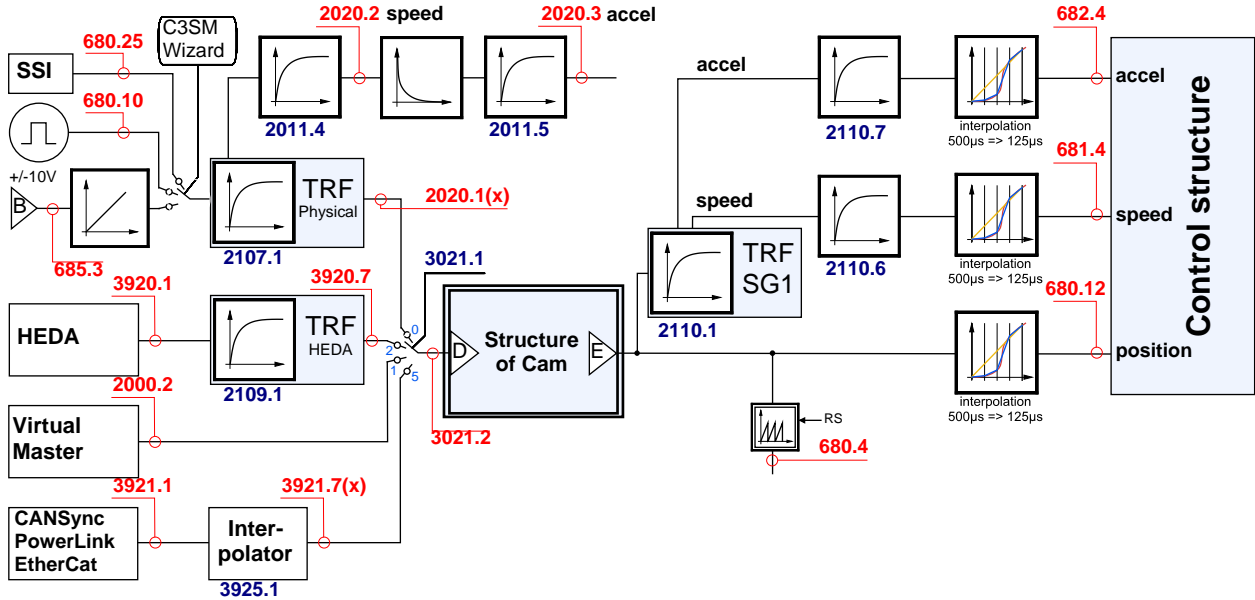 2020.2 speed
2020.3 accel
682.4
C3SM
Wizard
680.25
SSI
680.10
accel
accel
2011.4
2011.5
2110.7
interpolation
500µs => 125µs
+/-10V
B
TRF
Physical
2020.1(x)
681.4
speed
speed
Control structure
685.3
2107.1
3021.1
TRF
SG1
2110.6
interpolation
500µs => 125µs
3920.1
3920.7
680.12
HEDA
TRF
HEDA
0
2
1
5
D
Structure
of Cam
E
2110.1
position
2109.1
interpolation
500µs => 125µs
2000.2
Virtual
Master
3021.2
RS
680.4
3921.1
3921.7(x)
CANSync
PowerLink
EtherCat
Inter-
polator
3925.1